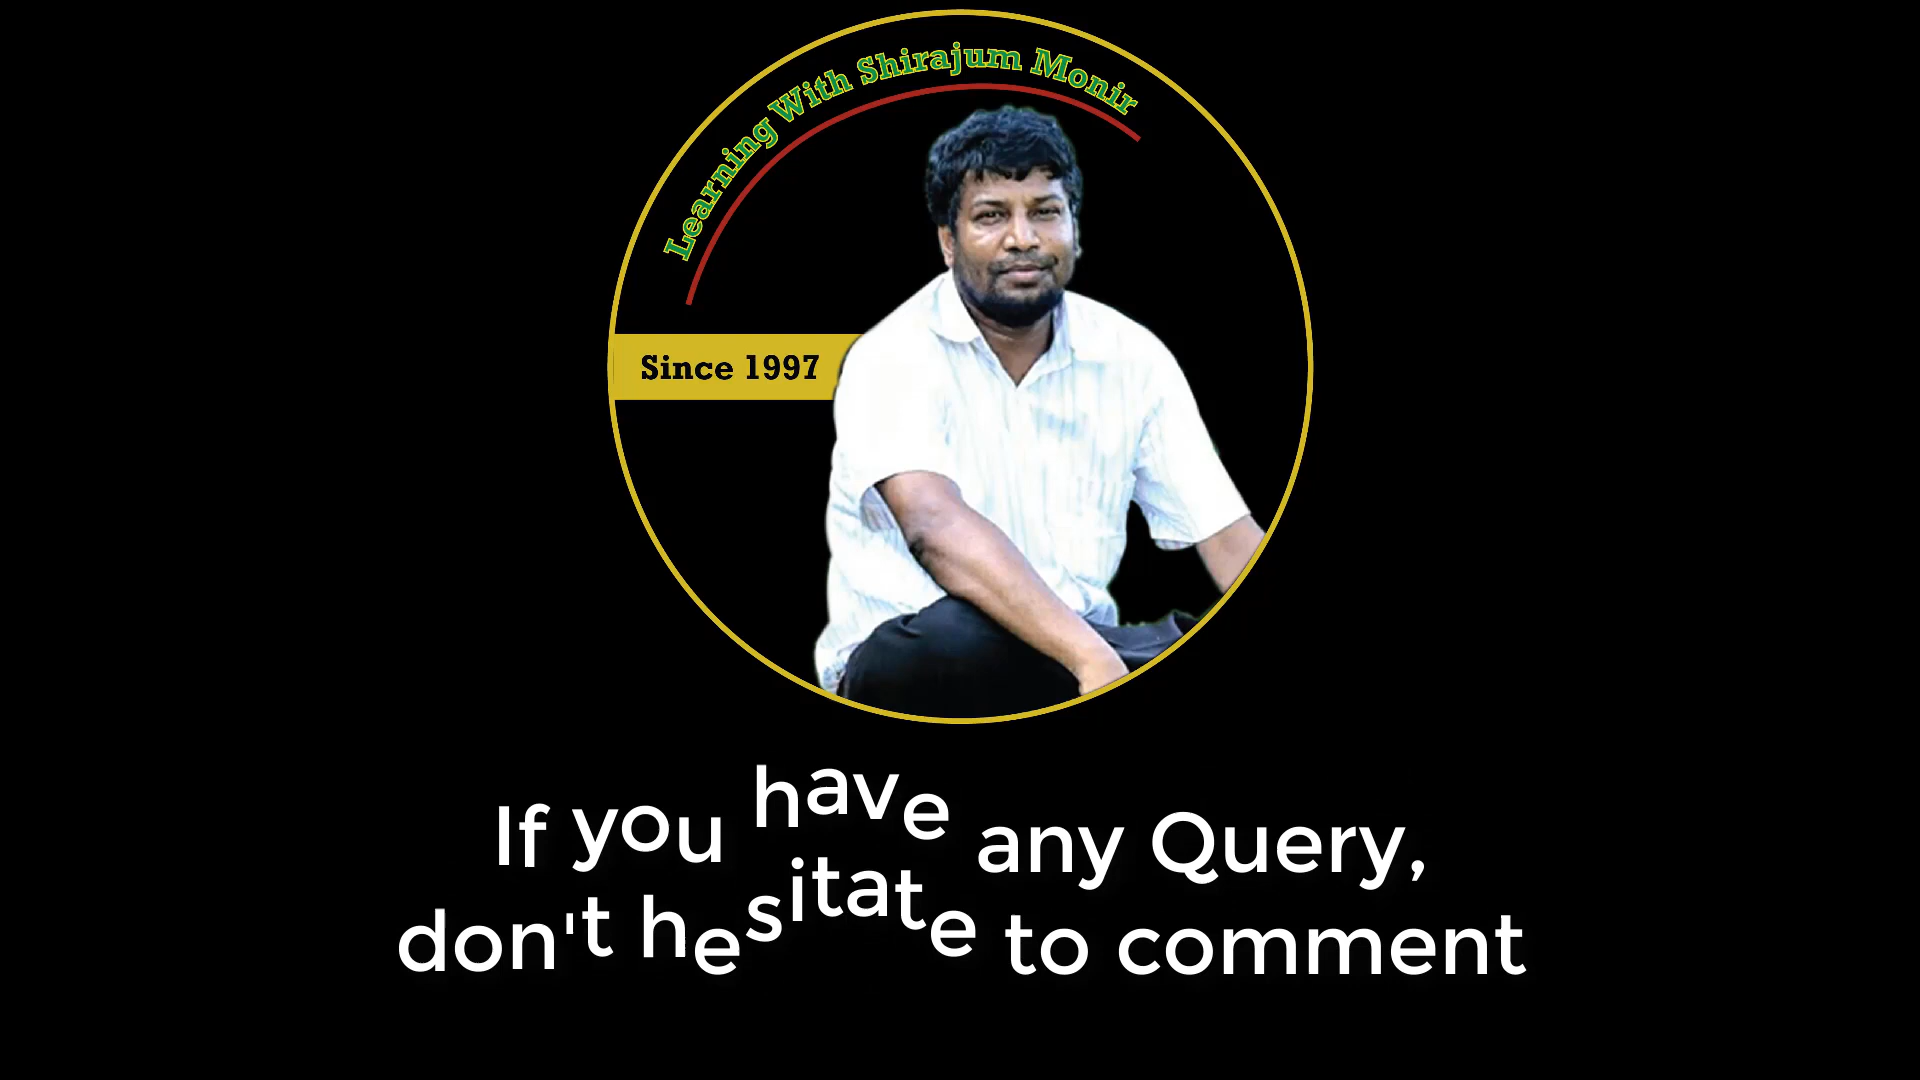 Learning With Shirajum Monir
Since 1997
If you have any Query,
don't hesitate to comment